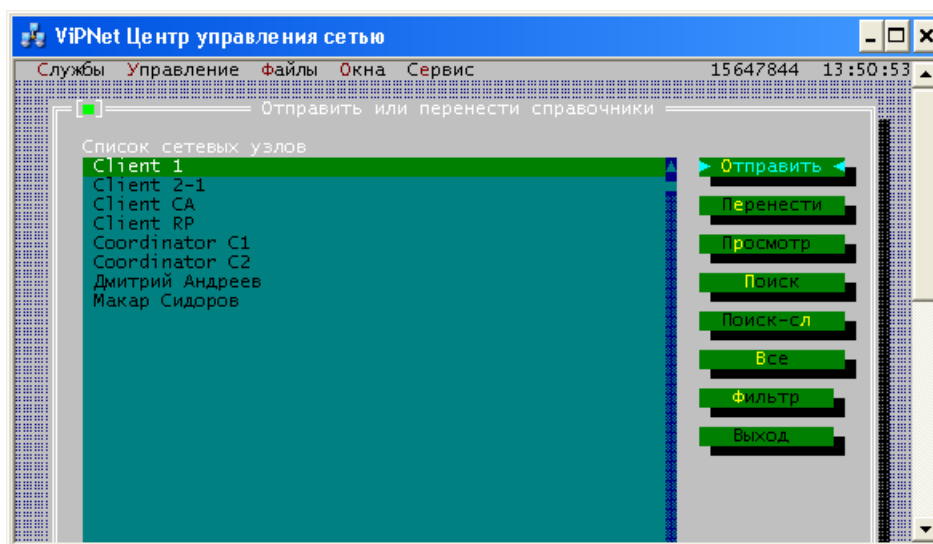 ViPNet Центр управления сетью
Службы Управление Файлы Окна Сервис 15647844 13:50:53
Отправить или перенести справочники
Список сетевых узлов
Client 1
Client 2-1
Client CA
Client RP
Coordinator C1
Coordinator C2
Дмитрий Андреев
Макар Сидоров
Отправить
Перенести
Просмотр
Поиск
Поиск-сл
Все
Фильтр
Выход